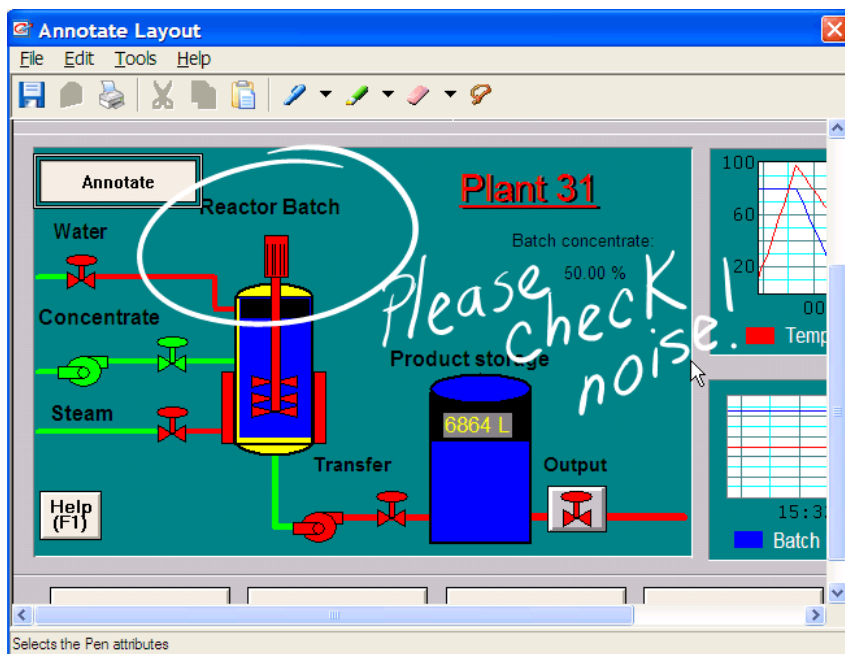 Annotate Layout
File Edit Tools Help
Annotate
Plant 31
Reactor Batch
Water
Batch concentrate:
50.00 %
Concentrate
Please
check
noise!
Product storage
Steam
6864 L
Transfer
Output
Help
(F1)
100
60
20
00
Temp
15:3
Batch
Selects the Pen attributes